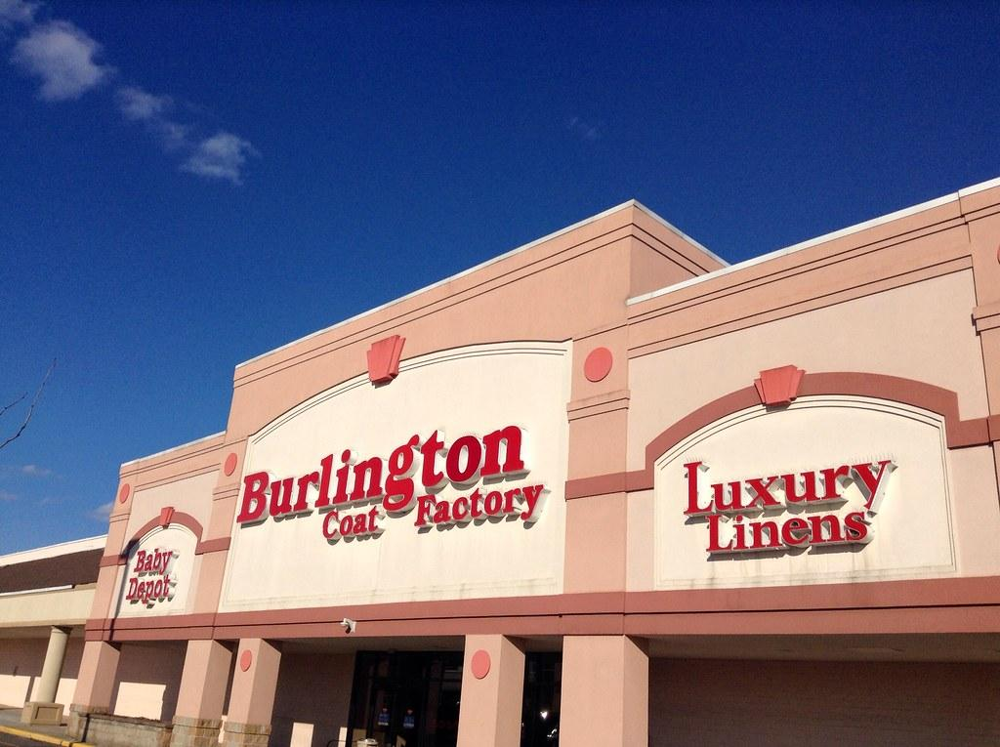 Baby
Depot
Burlington
Coat Factory
Luxury
Linens